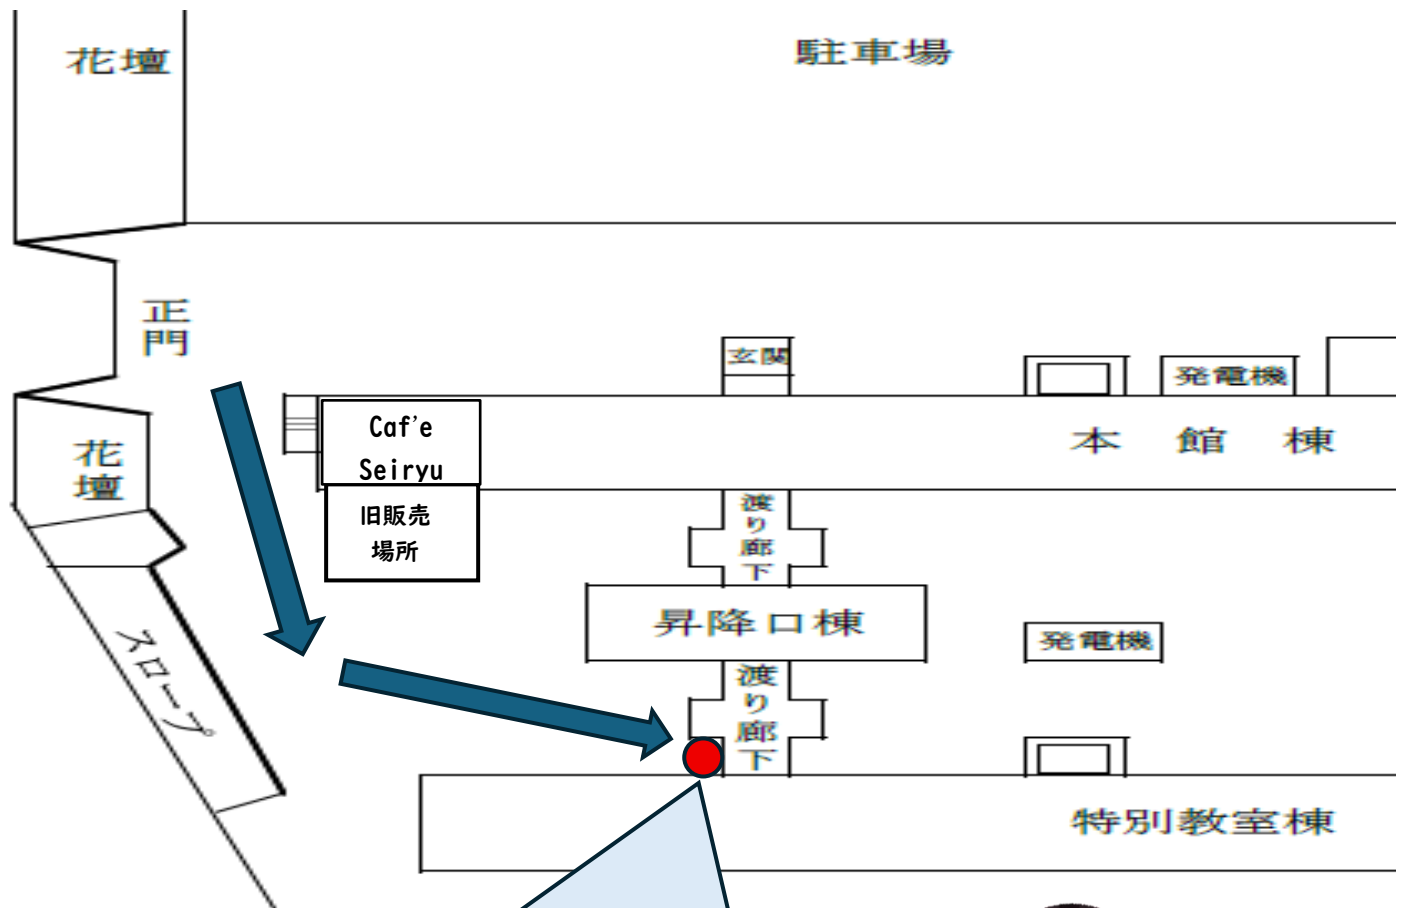 花壇
駐車場
正門
玄関
発電機
Caf'e
Seiryu
本館棟
花壇
旧販売
場所
渡り廊下
昇降口棟
発電機
スロープ
渡り廊下
特別教室棟